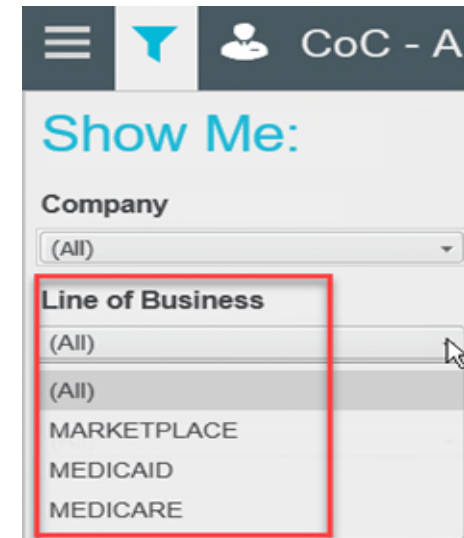 CoC - A
Show Me:
Company
(All)
Line of Business
(All)
(All)
MARKETPLACE
MEDICAID
MEDICARE